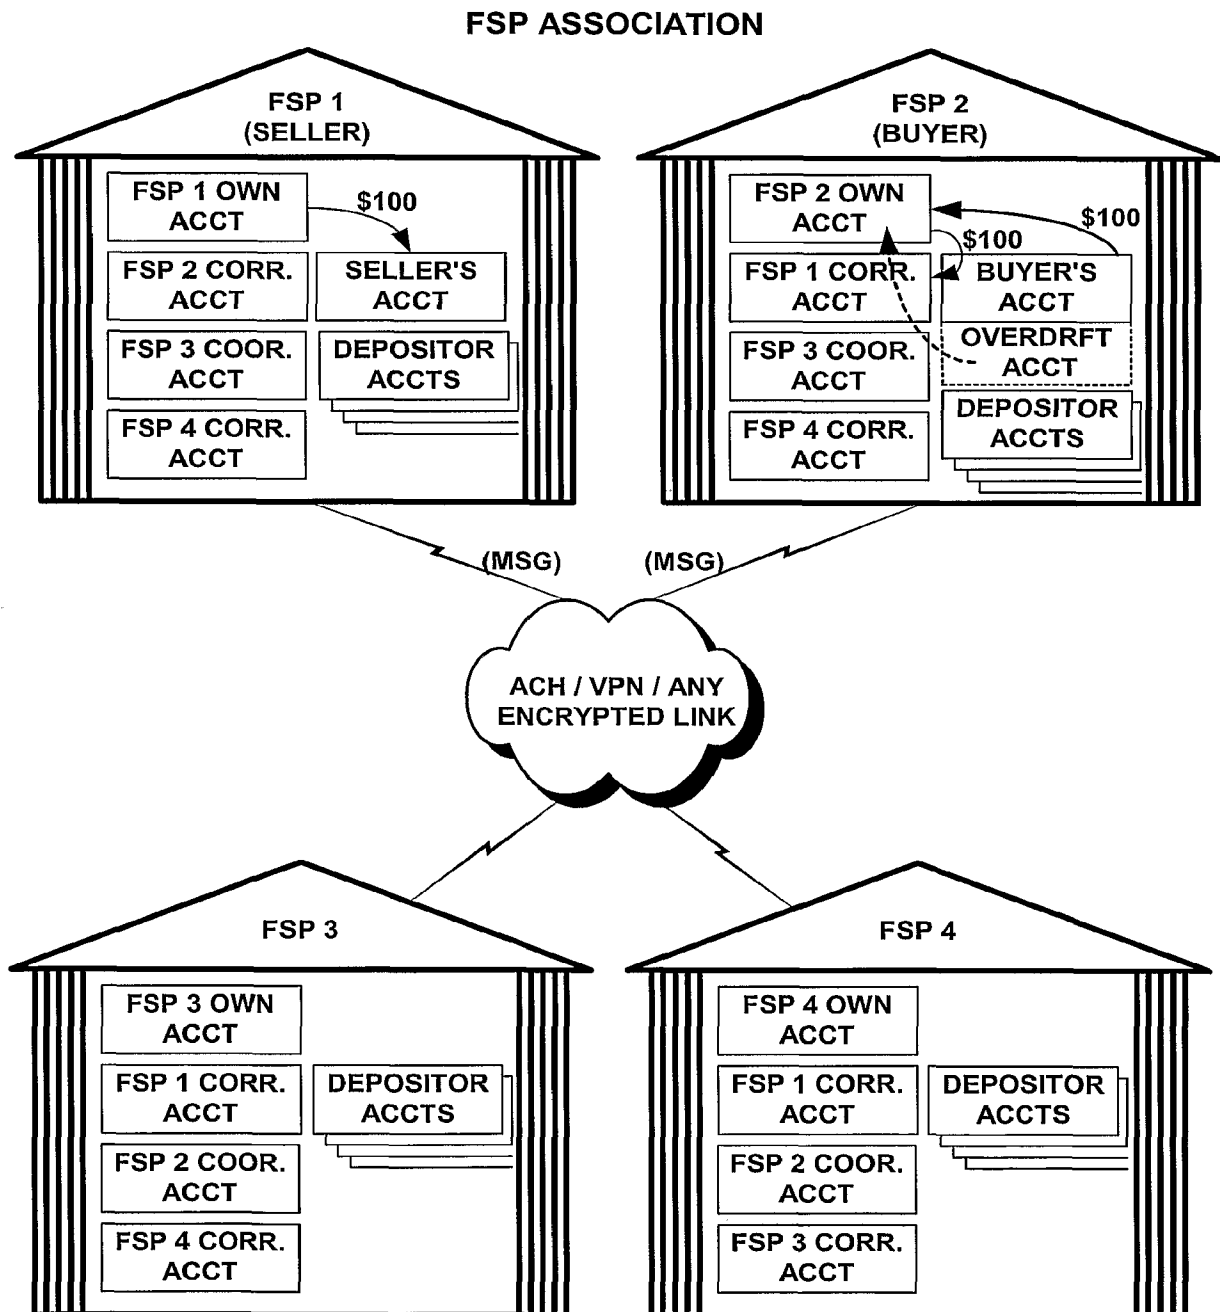 FSP ASSOCIATION
FSP 1
(SELLER)
FSP 1 OWN
ACCT
$100
FSP 2 CORR.
ACCT
SELLER'S
ACCT
FSP 3 COOR.
ACCT
DEPOSITOR
ACCTS
FSP 4 CORR.
ACCT
FSP 2
(BUYER)
FSP 2 OWN
ACCT
$100
$100
FSP 1 CORR.
ACCT
BUYER'S
ACCT
OVERDRFT
ACCT
FSP 3 COOR.
ACCT
DEPOSITOR
ACCTS
FSP 4 CORR.
ACCT
(MSG)
(MSG)
ACH / VPN / ANY
ENCRYPTED LINK
FSP 3
FSP 3 OWN
ACCT
FSP 1 CORR.
ACCT
DEPOSITOR
ACCTS
FSP 2 COOR.
ACCT
FSP 4 CORR.
ACCT
FSP 4
FSP 4 OWN
ACCT
FSP 1 CORR.
ACCT
DEPOSITOR
ACCTS
FSP 2 COOR.
ACCT
FSP 3 CORR.
ACCT